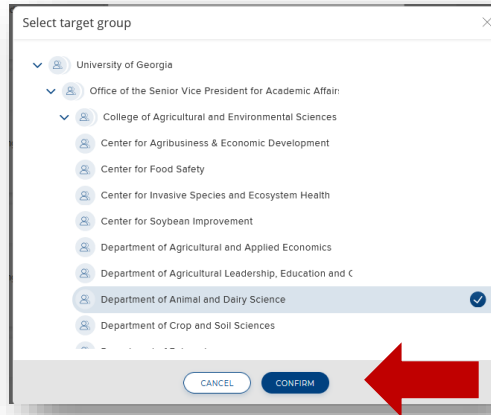 Select target group
University of Georgia
Office of the Senior Vice President for Academic Affairs
College of Agricultural and Environmental Sciences
Center for Agribusiness & Economic Development
Center for Food Safety
Center for Invasive Species and Ecosystem Health
Center for Soybean Improvement
Department of Agricultural and Applied Economics
Department of Agricultural Leadership, Education and
Department of Animal and Dairy Science
Department of Crop and Soil Sciences
CANCEL CONFIRM